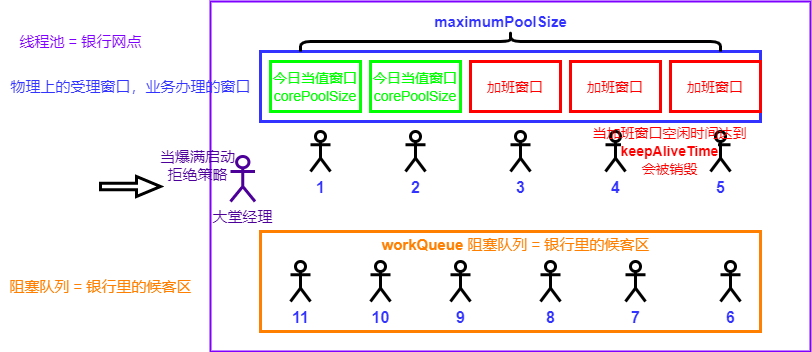 maximumPoolSize
线程池 = 银行网点
物理上的受理窗口，业务办理的窗口
今日当值窗口
corePoolSize
今日当值窗口
corePoolSize
加班窗口
加班窗口
加班窗口
当加班窗口空闲时间达到
keepAliveTime
会被销毁
当爆满启动
拒绝策略
大堂经理
1
2
3
4
5
workQueue 阻塞队列 = 银行里的候客区
阻塞队列 = 银行里的候客区
11
10
9
8
7
6